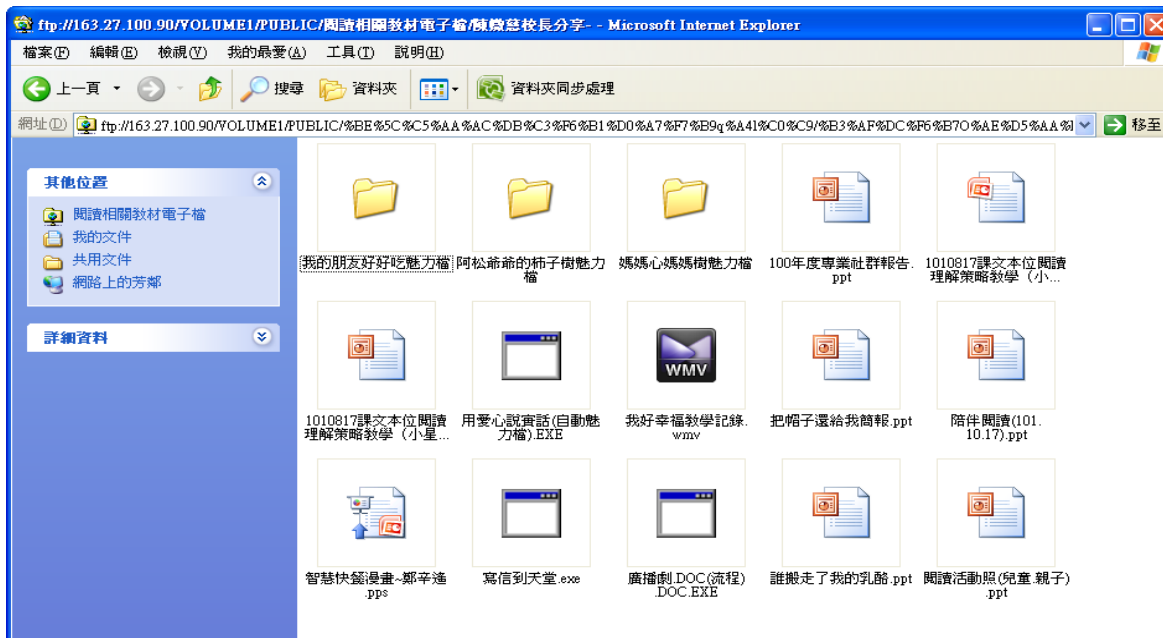 ftp://163.27.100.90/VOLUME1/PUBLIC/閱讀相關教材電子檔/陳媺慈校長分享- - Microsoft Internet Explorer
檔案(F) 編輯(E) 檢視(V) 我的最愛(A) 工具(T) 說明(H)
上一頁 搜尋 資料夾 資料夾同步處理
網址(D) ftp://163.27.100.90/VOLUME1/PUBLIC/%BE%5C%C5%AA%AC%DB%C3%F6%B1%D0%A7%F7%B9q%A4l%C0%C9/%B3%AF%DC%F6%B7O%AE%D5%AA 移至
其他位置
閱讀相關教材電子檔
我的文件
共用文件
網路上的芳鄰
詳細資料
我的朋友好好吃魅力檔
阿松爺爺的柿子樹魅力
檔
媽媽心媽媽樹魅力檔
100年度專業社群報告.
ppt
1010817課文本位閱讀
理解策略教學（小...
1010817課文本位閱讀
理解策略教學（小星...
用愛心說實話(自動魅
力檔).EXE
WMV
我好幸福教學記錄.
wmv
把帽子還給我簡報.ppt
陪伴閱讀(101.
10.17).ppt
智慧快餐漫畫~鄭辛遙
.pps
寫信到天堂.exe
廣播劇.DOC(流程)
.DOC.EXE
誰搬走了我的乳酪.ppt
閱讀活動照(兒童.親子)
.ppt